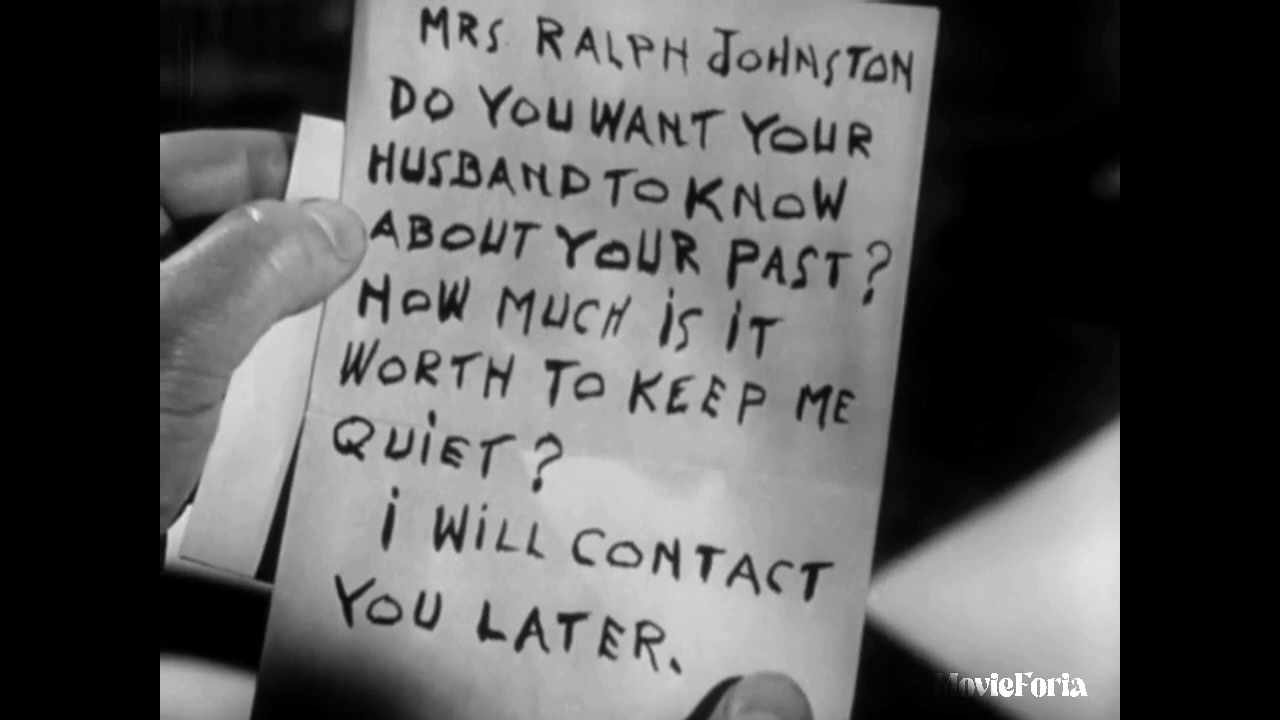 MRS RALPH JOHNSTON
DO YOU WANT YOUR
HUSBAND TO KNOW
ABOUT YOUR PAST?
HOW MUCH iS iT
WORTH TO KEEP ME
QUiET?
i WiLL CONTACT
YOU LATER.
MovieForia